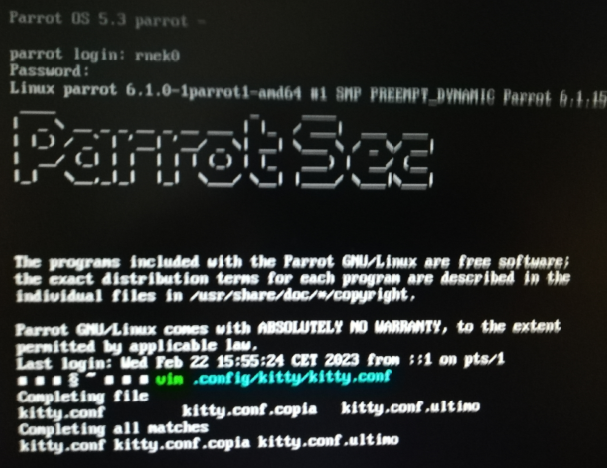 Parrot OS 5.3 parrot ~
parrot login: rnek0
Password:
Linux parrot 6.1.0-1parrot1-amd64 #1 SMP PREEMPT_DYNAMIC Parrot 6.1.15
Parrot Sec
The programs included with the Parrot GNU/Linux are free software;
the exact distribution terms for each program are described in the
individual files in /usr/share/doc/*/copyright.
Parrot GNU/Linux comes with ABSOLUTELY NO WARRANTY, to the extent
permitted by applicable law.
Last login: Wed Feb 22 15:55:24 CET 2023 from ::1 on pts/1
■ ■ ■ § ~ ■ ■ ■ vim .config/kitty/kitty.conf
Completing file
kitty.conf kitty.conf.copia kitty.conf.ultimo
Completing all matches
kitty.conf kitty.conf.copia kitty.conf.ultimo